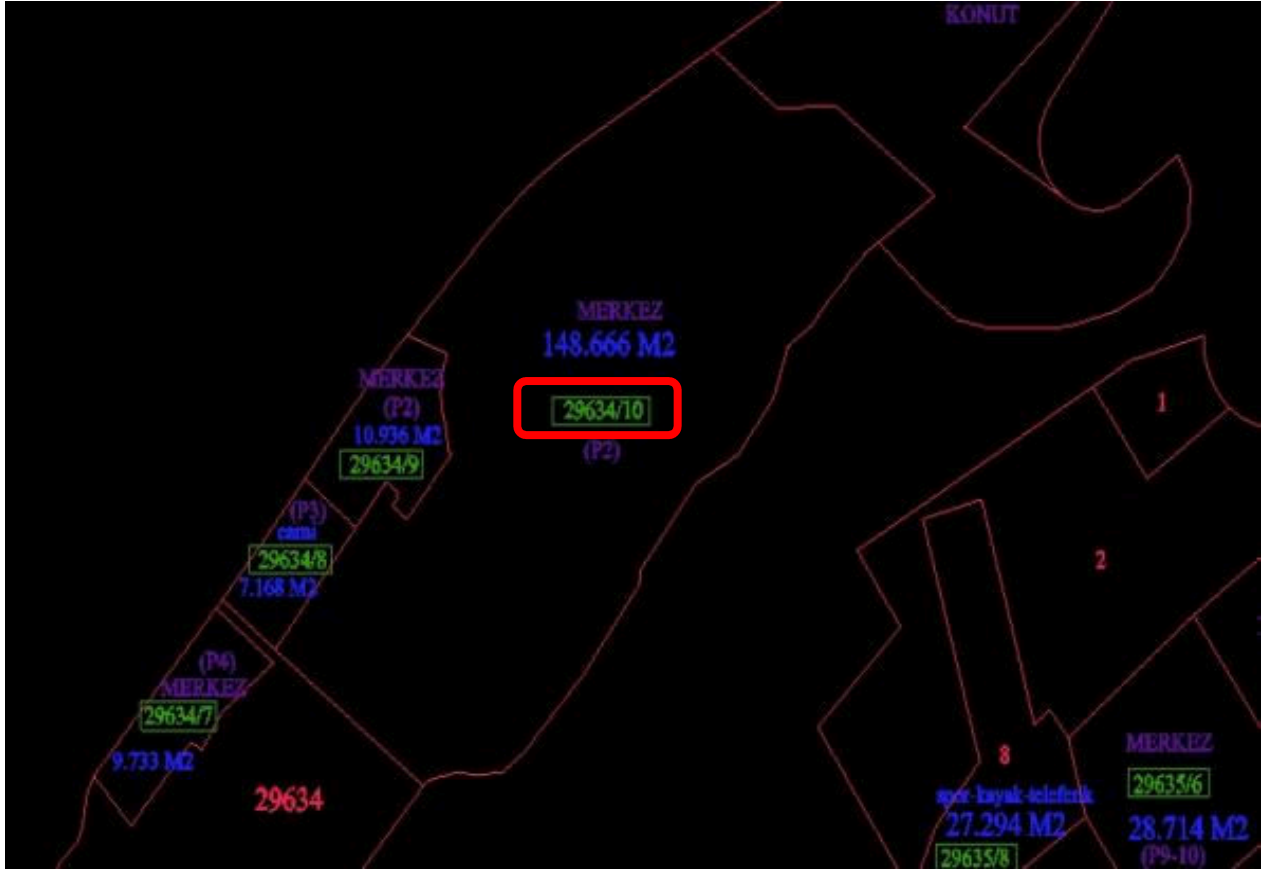 KONUT
MERKEZ
148.666 M2
29634/10
(P2)
MERKEZ
(P2)
10.936 M2
29634/9
(P3)
cami
29634/8
7.168 M2
(P4)
MERKEZ
29634/7
9.733 M2
29634
1
2
8
spor-kayak-teleferik
27.294 M2
29635/8
MERKEZ
29635/6
28.714 M2
(P9-10)